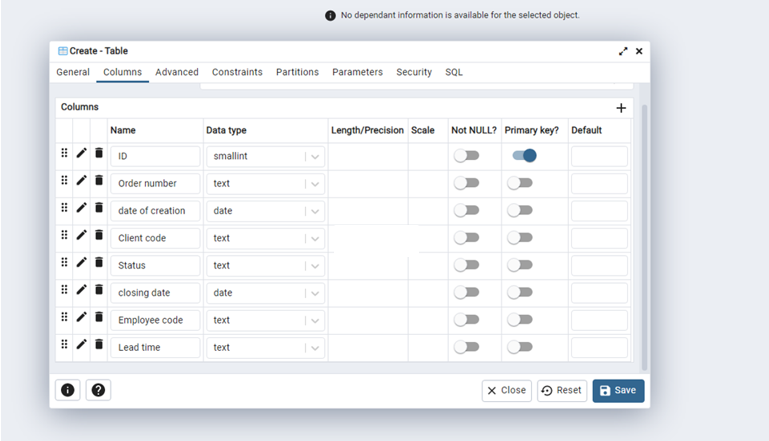 No dependant information is available for the selected object.
Create - Table
General Columns Advanced Constraints Partitions Parameters Security SQL
Columns
Name Data type Length/Precision Scale Not NULL? Primary key? Default
ID smallint
Order number text
date of creation date
Client code text
Status text
closing date date
Employee code text
Lead time text
Close Reset Save